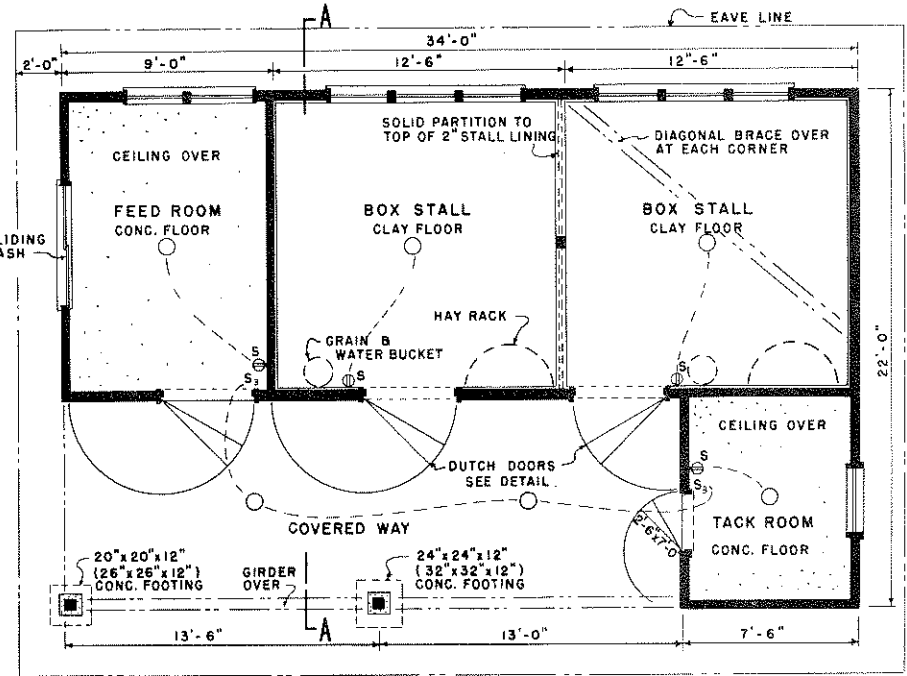 A
EAVE LINE
34'-0"
2'-0"
9'-0"
12'-6"
12"-6"
SOLID PARTITION TO
TOP OF 2" STALL LINING
DIAGONAL BRACE OVER
AT EACH CORNER
CEILING OVER
FEED ROOM
CONC. FLOOR
BOX STALL
CLAY FLOOR
BOX STALL
CLAY FLOOR
LIDING
ASH
HAY RACK
GRAIN &
WATER BUCKET
22'-0"
S
S3
S
S
CEILING OVER
DUTCH DOORS
SEE DETAIL.
S
S3
COVERED WAY
2'-6"x7'-0"
TACK ROOM
CONC. FLOOR
20"x20"x12"
(26"x26"x12")
CONC. FOOTING
GIRDER
OVER
24"x24"x12"
(32"x32"x12")
CONC. FOOTING
A
13'-6"
13'-0"
7'-6"